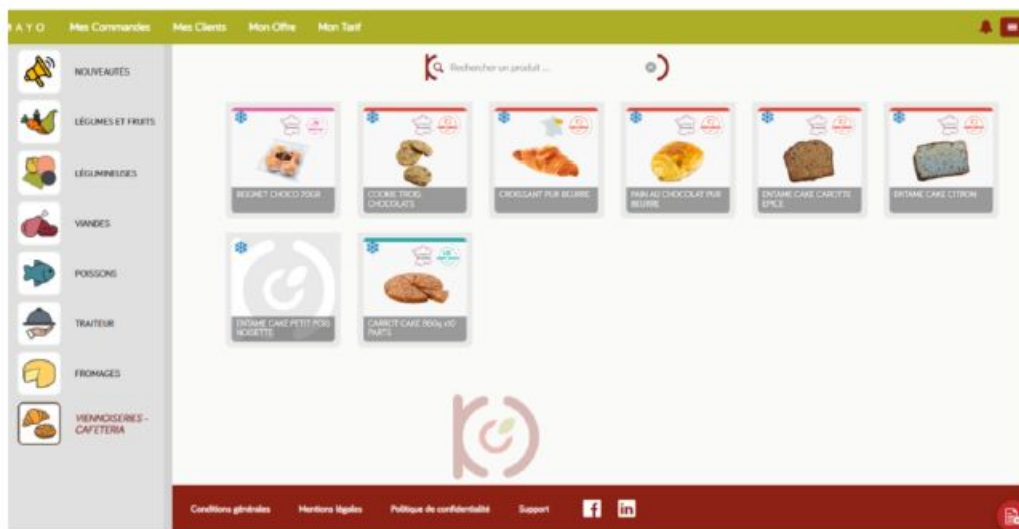 MAYO Mes Commandes Mes Clients Mon Offre Mon Tarif
NOUVEAUTÉS
Rechercher un produit ...
LÉGUMES ET FRUITS
LÉGUMINEUSES
VIANDES
POISSONS
TRAITEUR
FROMAGES
VIENNOISERIES -
CAFETERIA
BEIGNET CHOCO 70GR
COOKIE TROIS
CHOCOLATS
CROISSANT PUR BEURRE
PAIN AU CHOCOLAT PUR
BEURRE
ENTAME CAKE CAROTTE
EPICE
ENTAME CAKE CITRON
ENTAME CAKE PETIT POIS
NOISETTE
CARROT CAKE 860g x10
PARTS
Conditions générales Mentions légales Politique de confidentialité Support f in